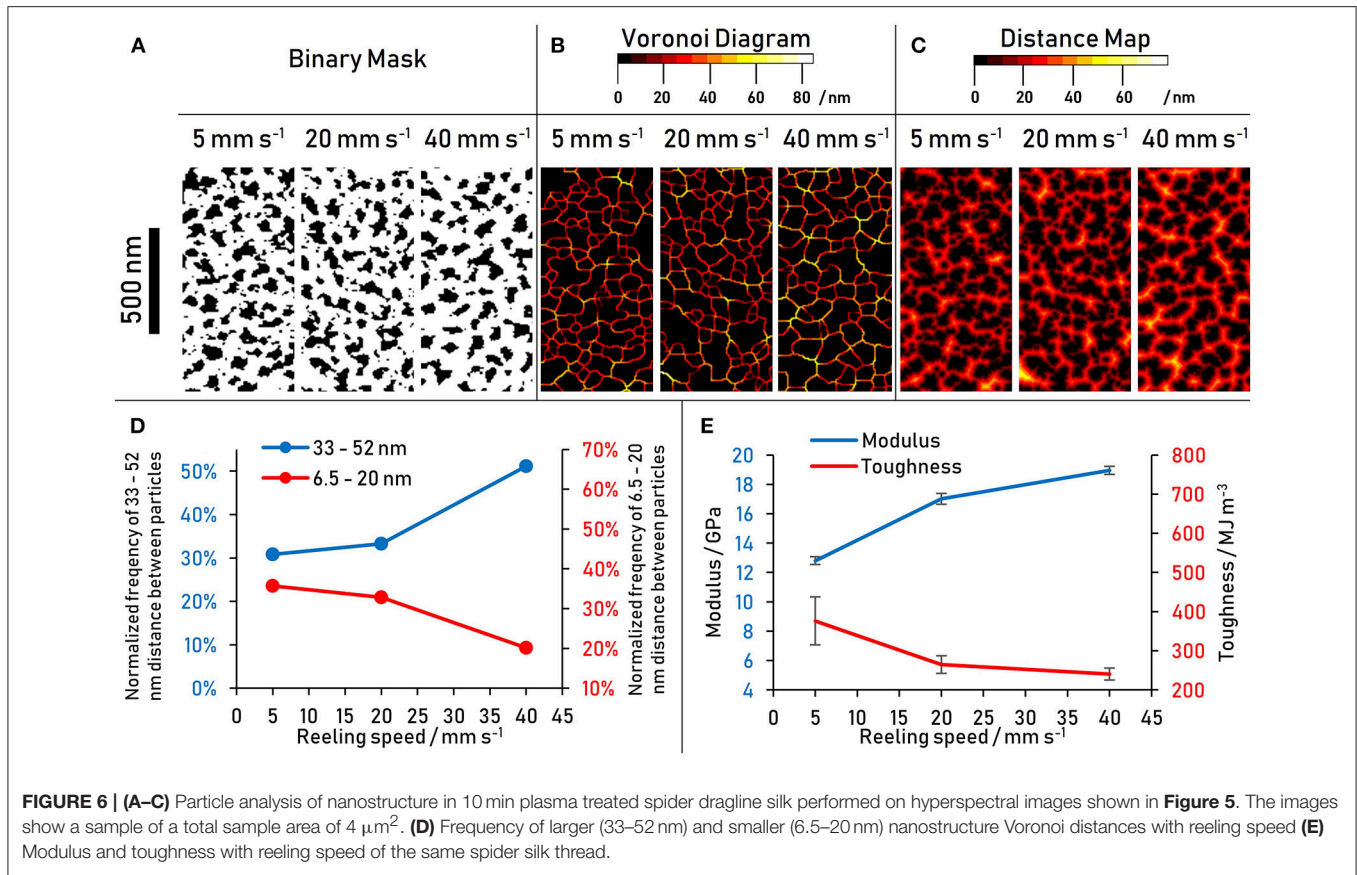 A
Binary Mask
5 mm s⁻¹ 20 mm s⁻¹ 40 mm s⁻¹
500 nm
B
Voronoi Diagram
0 20 40 60 80 / nm
5 mm s⁻¹ 20 mm s⁻¹ 40 mm s⁻¹
C
Distance Map
0 20 40 60 /nm
5 mm s⁻¹ 20 mm s⁻¹ 40 mm s⁻¹
D
33 - 52 nm
6.5 - 20 nm
Normalized freqency of 33 - 52
nm distance between particles
50%
40%
30%
20%
10%
0%
70%
60%
50%
40%
30%
20%
10%
Normalized freqency of 6.5 - 20
nm distance between particles
0 5 10 15 20 25 30 35 40 45
Reeling speed / mm s⁻¹
E
Modulus
Toughness
Modulus / GPa
20
18
16
14
12
10
8
6
4
800
700
600
500
400
300
200
Toughness / MJ m⁻³
0 5 10 15 20 25 30 35 40 45
Reeling speed / mm s⁻¹
FIGURE 6 | (A–C) Particle analysis of nanostructure in 10 min plasma treated spider dragline silk performed on hyperspectral images shown in Figure 5. The images
show a sample of a total sample area of 4 μm². (D) Frequency of larger (33–52 nm) and smaller (6.5–20 nm) nanostructure Voronoi distances with reeling speed (E)
Modulus and toughness with reeling speed of the same spider silk thread.